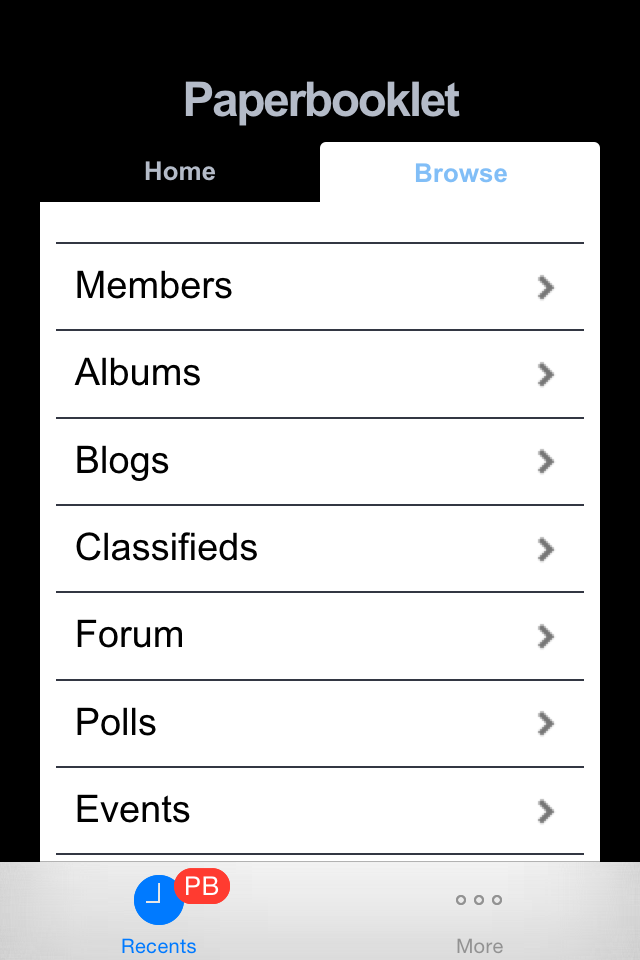 Paperbooklet
Home Browse
Members
Albums
Blogs
Classifieds
Forum
Polls
Events
PB
Recents More